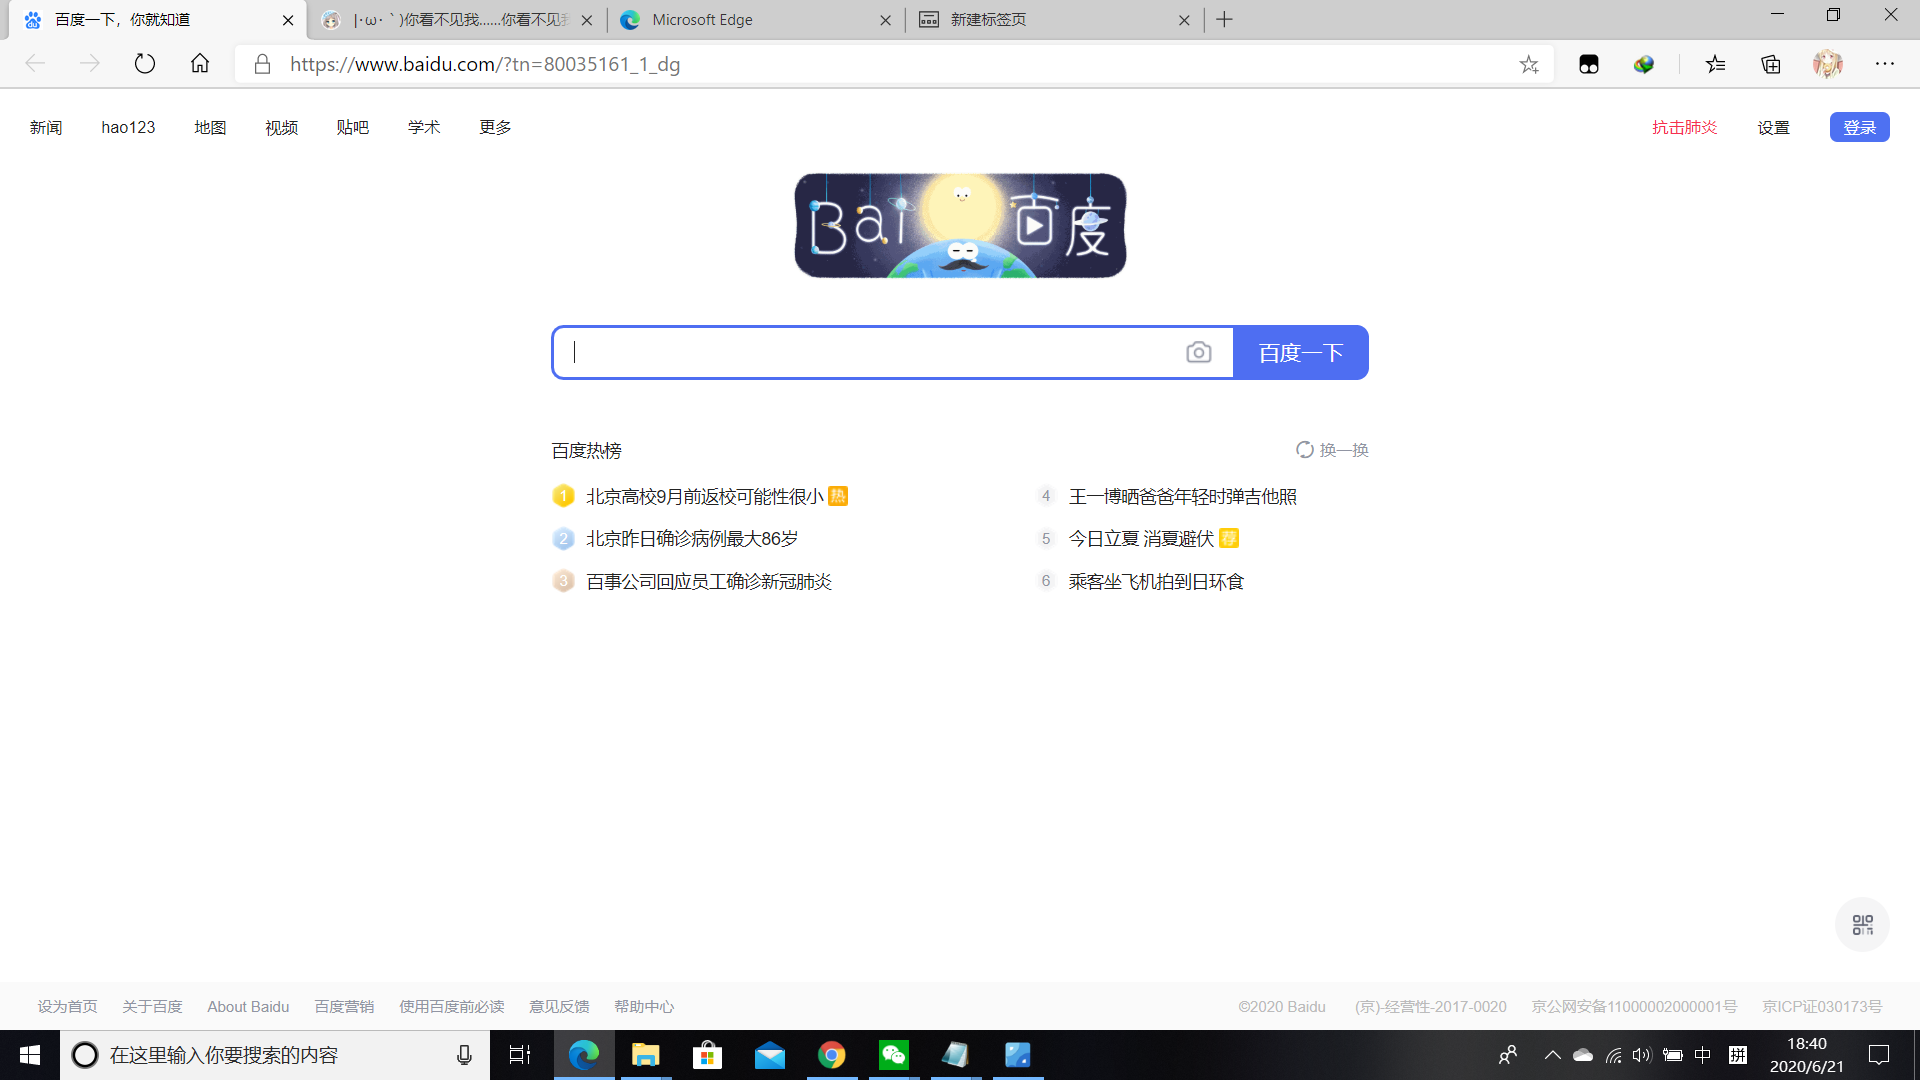 百度一下，你就知道
|･ω･｀)你看不见我……你看不见我
Microsoft Edge
新建标签页
https://www.baidu.com/?tn=80035161_1_dg
新闻 hao123 地图 视频 贴吧 学术 更多
抗击肺炎 设置 登录
Bai 百度
百度一下
百度热榜
换一换
1 北京高校9月前返校可能性很小 热
2 北京昨日确诊病例最大86岁
3 百事公司回应员工确诊新冠肺炎
4 王一博晒爸爸年轻时弹吉他照
5 今日立夏 消夏避伏 荐
6 乘客坐飞机拍到日环食
设为首页 关于百度 About Baidu 百度营销 使用百度前必读 意见反馈 帮助中心
©2020 Baidu (京)-经营性-2017-0020 京公网安备11000002000001号 京ICP证030173号
在这里输入你要搜索的内容
中 拼
18:40
2020/6/21